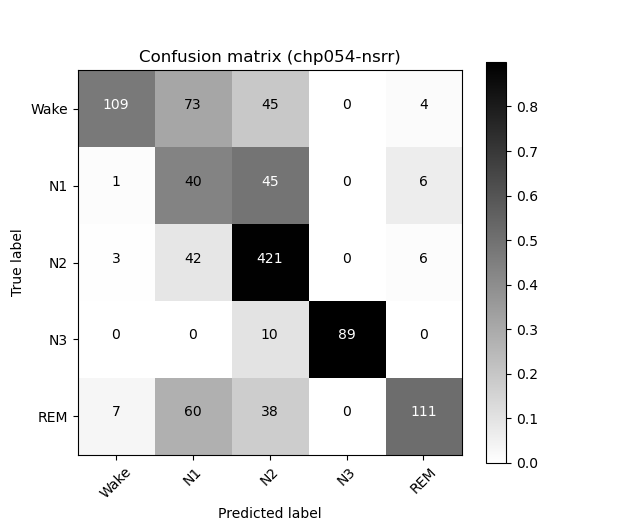 Confusion matrix (chp054-nsrr)
Wake 109 73 45 0 4
N1 1 40 45 0 6
N2 3 42 421 0 6
N3 0 0 10 89 0
REM 7 60 38 0 111
Wake N1 N2 N3 REM
True label
Predicted label
0.8
0.7
0.6
0.5
0.4
0.3
0.2
0.1
0.0